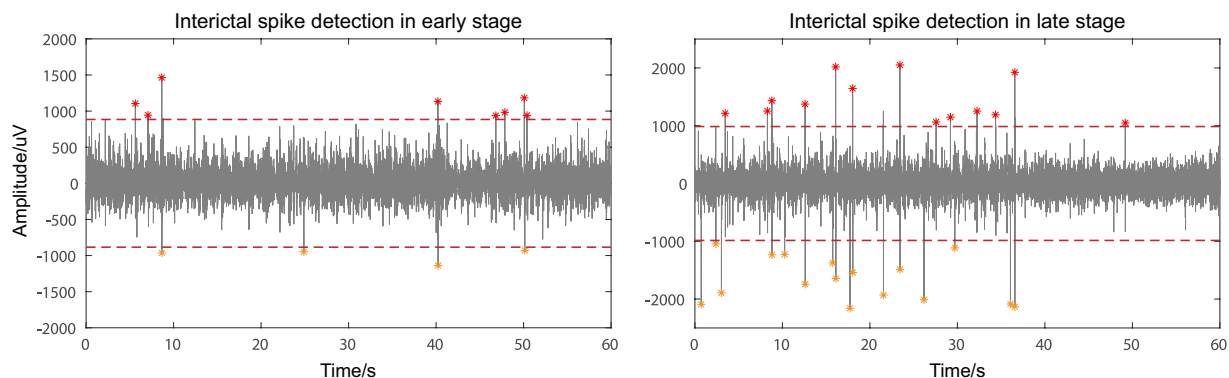 Interictal spike detection in early stage
2000
1500
1000
500
0
-500
-1000
-1500
-2000
Amplitude/uV
0 10 20 30 40 50 60
Time/s
Interictal spike detection in late stage
2000
1000
0
-1000
-2000
0 10 20 30 40 50 60
Time/s